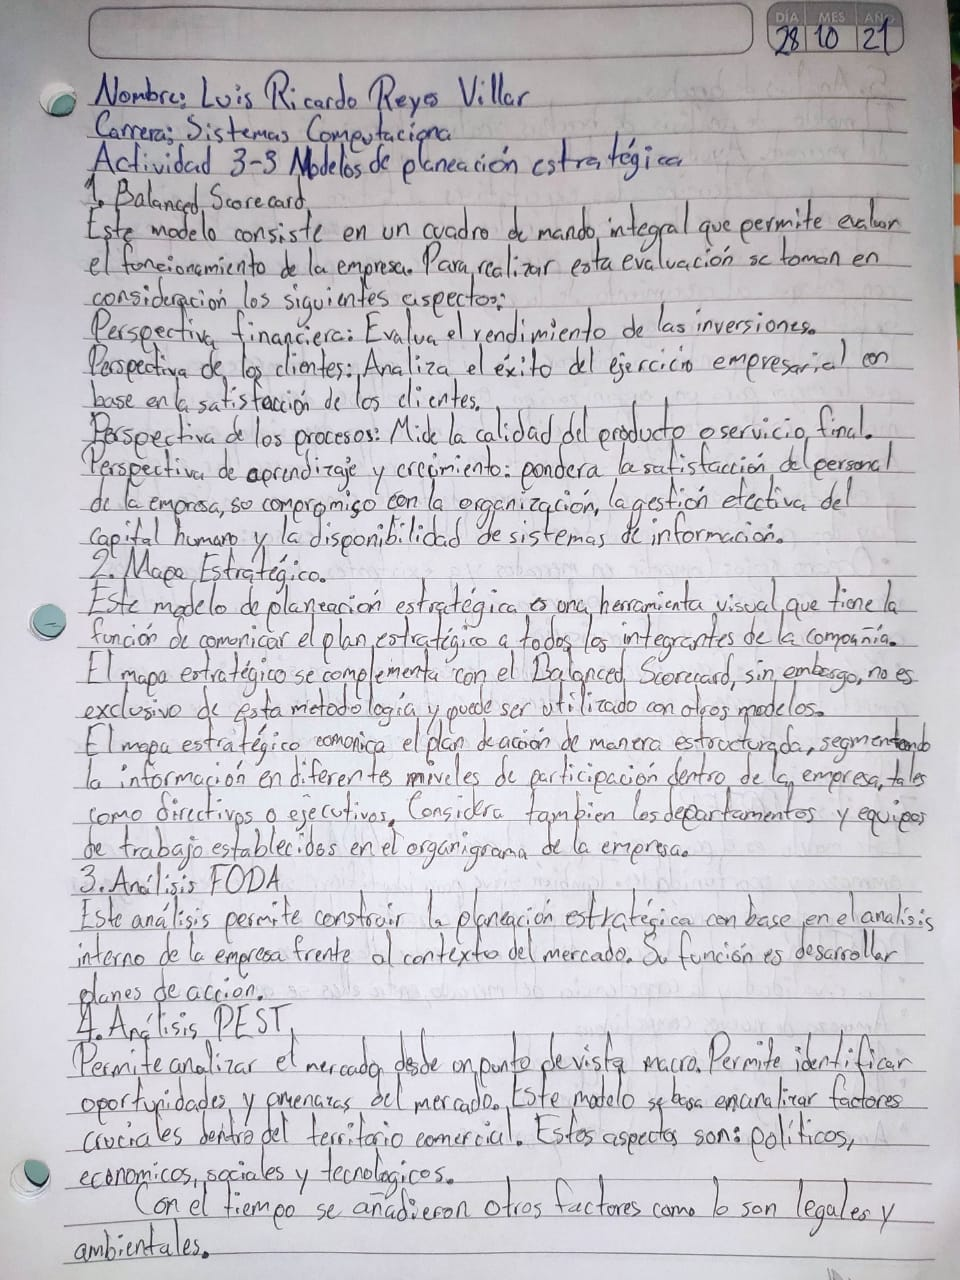 DÍA MES AÑO
28 10 21
Nombre: Luis Ricardo Reyes Villar
Carrera: Sistemas Computaciona
Actividad 3-3 Modelos de planeación estratégica
1. Balanced Scorecard
Este modelo consiste en un cuadro de mando integral que permite evaluar
el funcionamiento de la empresa. Para realizar esta evaluación se toman en
consideración los siguientes aspectos:
Perspectiva financiera: Evalua el rendimiento de las inversiones.
Perspectiva de los clientes: Analiza el éxito del ejercicio empresarial en
base en la satisfacción de los clientes.
Perspectiva de los procesos: Mide la calidad del producto o servicio final.
Perspectiva de aprendizaje y crecimiento: pondera la satisfacción del personal
de la empresa, su compromiso con la organización, la gestión efectiva del
capital humano y la disponibilidad de sistemas de información.
2. Mapa Estratégico.
Este modelo de planeación estratégica es una herramienta visual que tiene la
función de comunicar el plan estratégico a todos los integrantes de la compañía.
El mapa estratégico se complementa con el Balanced Scorecard, sin embargo, no es
exclusivo de esta metodología y puede ser utilizado con otros modelos.
El mapa estratégico comunica el plan de acción de manera estructurada, segmentando
la información en diferentes niveles de participación dentro de la empresa, tales
como directivos o ejecutivos. Considera tambien los departamentos y equipos
de trabajo establecidos en el organigrama de la empresa.
3. Análisis FODA
Este análisis permite construir la planeación estratégica con base en el analísis
interno de la empresa frente al contexto del mercado. Su función es desarrollar
planes de accion.
4. Análisis PEST
Permite analizar el mercado desde un punto de vista macro. Permite identificar
oportunidades y amenazas del mercado. Este modelo se basa en analizar factores
cruciales dentro del territorio comercial. Estos aspectos son: políticos,
economicos, sociales y tecnologicos.
Con el tiempo se añadieron otros factores como lo son legales y
ambientales.